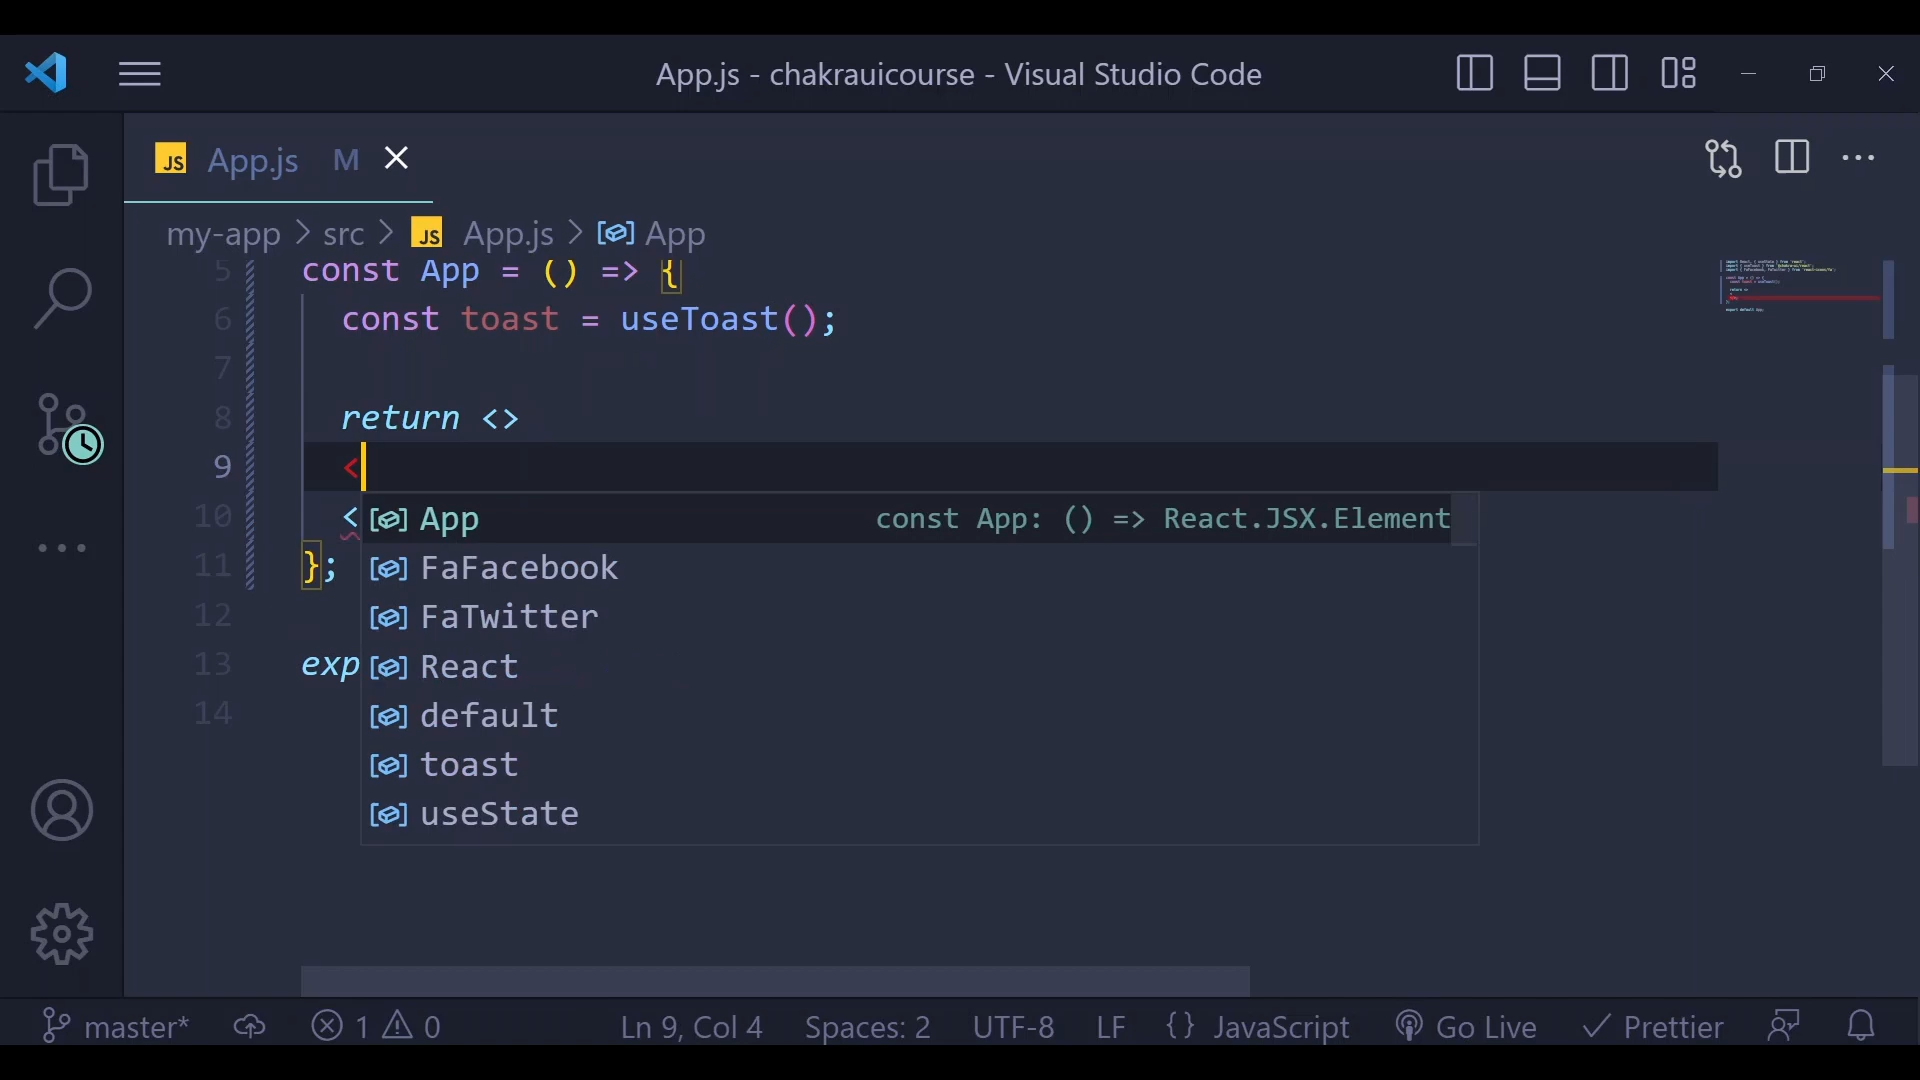 App.js - chakrauicourse - Visual Studio Code
JS App.js M
my-app > src > JS App.js > App
5 const App = () => {
6 const toast = useToast();
7
8 return <>
9 <
10 < App const App: () => React.JSX.Element
11 }; FaFacebook
12 FaTwitter
13 exp React
14 default
toast
useState
master* 1 0 Ln 9, Col 4 Spaces: 2 UTF-8 LF {} JavaScript Go Live Prettier